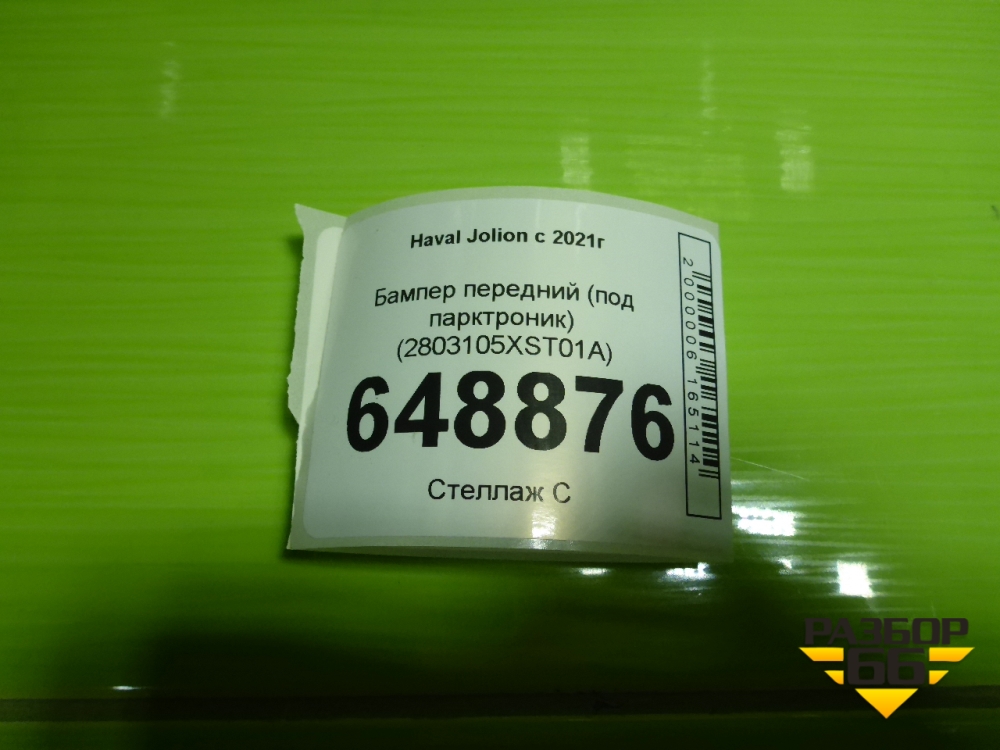 Haval Jolion с 2021г
Бампер передний (под
парктроник)
(2803105XST01A)
648876
Стеллаж С
2000006165114
РАЗБОР
66